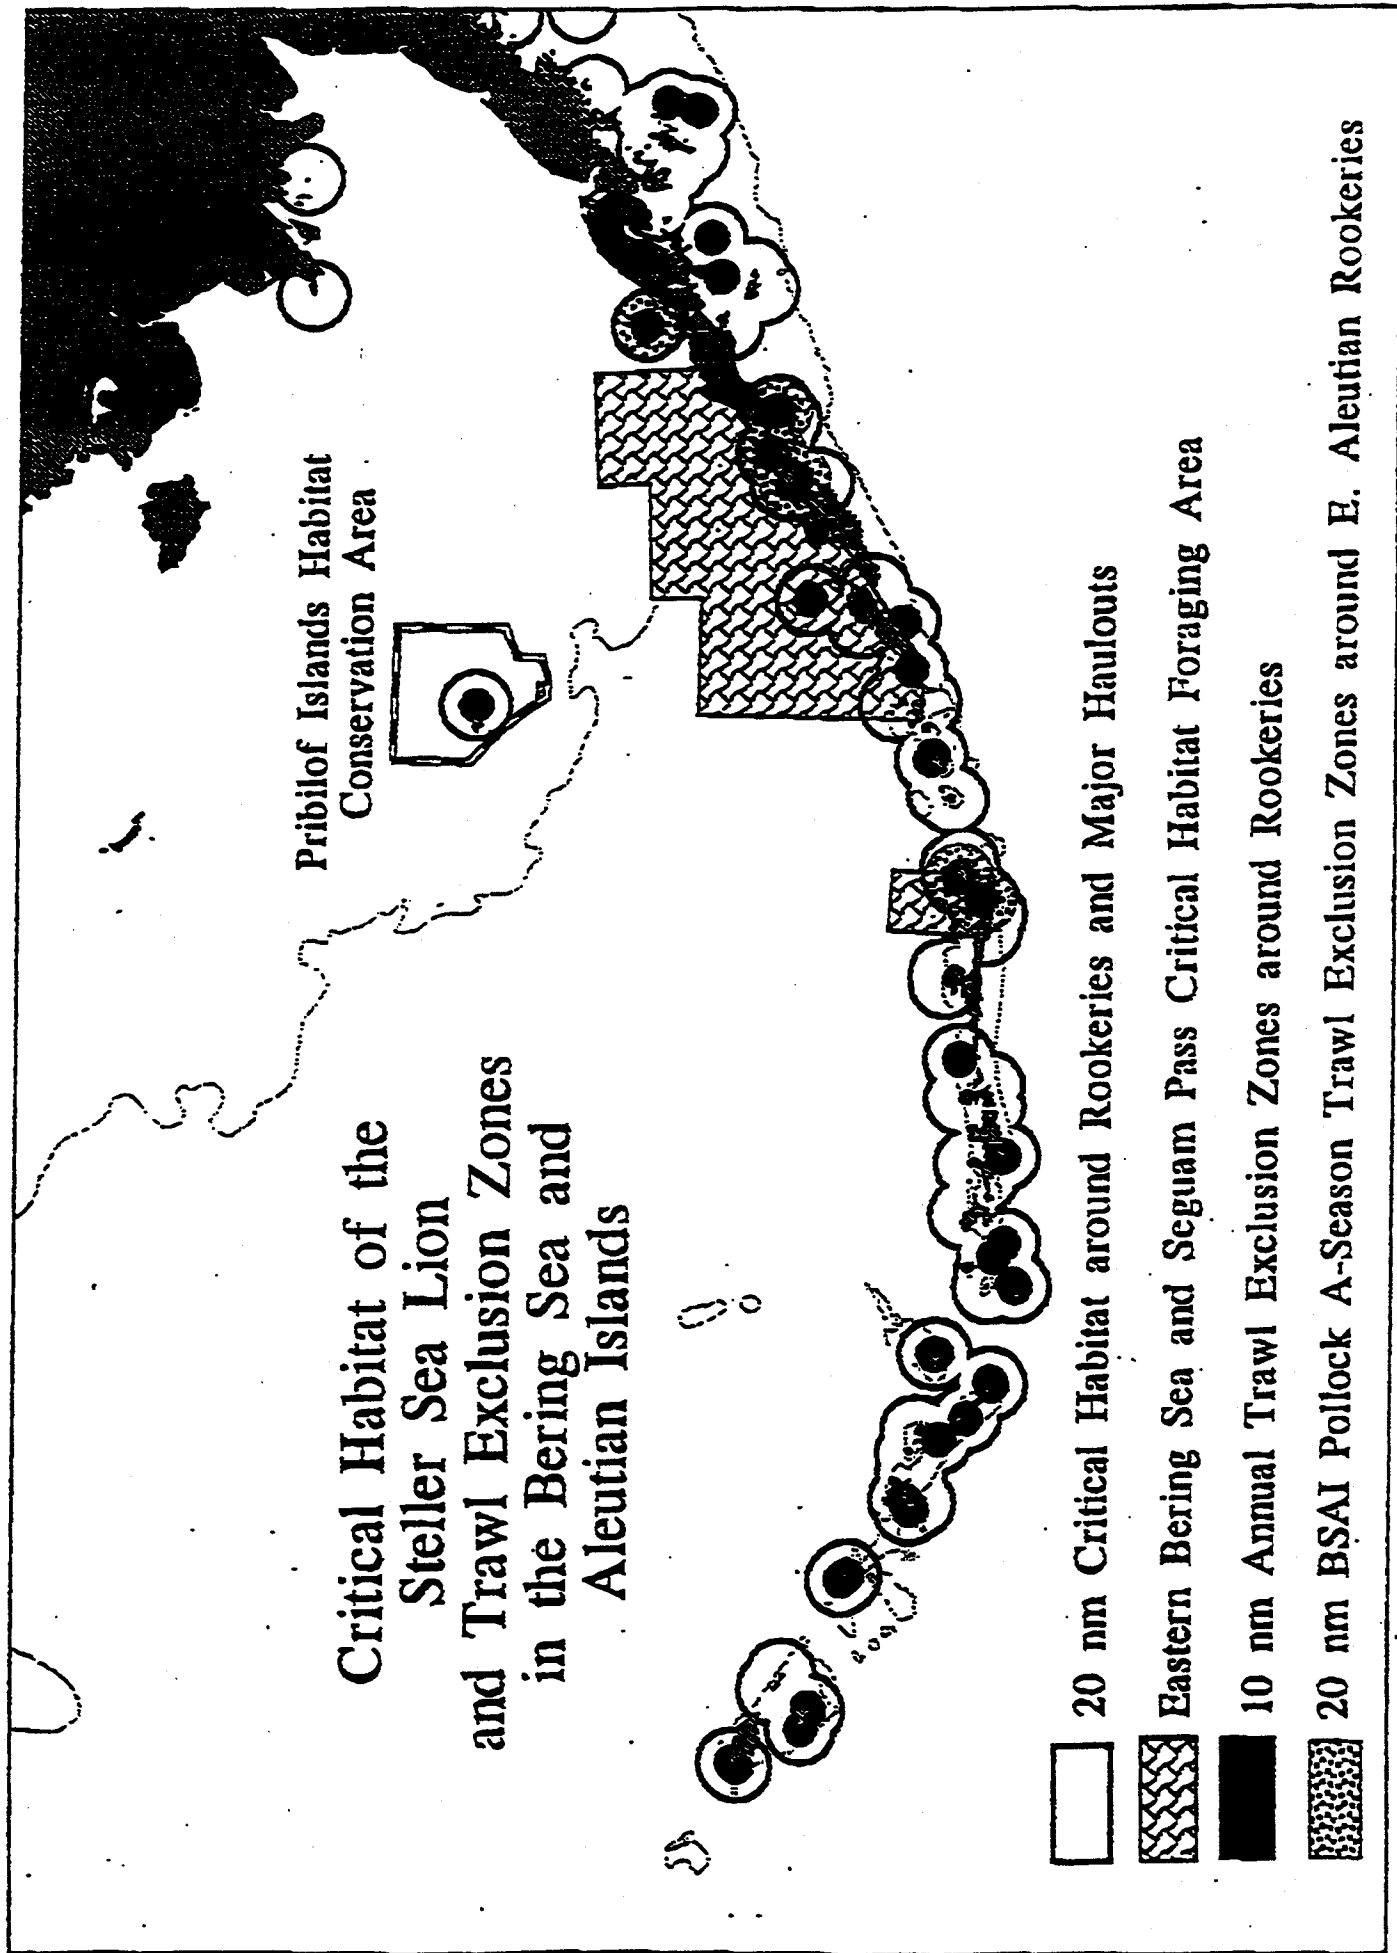 Critical Habitat of the
Steller Sea Lion
and Trawl Exclusion Zones
in the Bering Sea and
Aleutian Islands
Pribilof Islands Habitat
Conservation Area
20 nm Critical Habitat around Rookeries and Major Haulouts
Eastern Bering Sea and Seguam Pass Critical Habitat Foraging Area
10 nm Annual Trawl Exclusion Zones around Rookeries
20 nm BSAI Pollock A-Season Trawl Exclusion Zones around E. Aleutian Rookeries